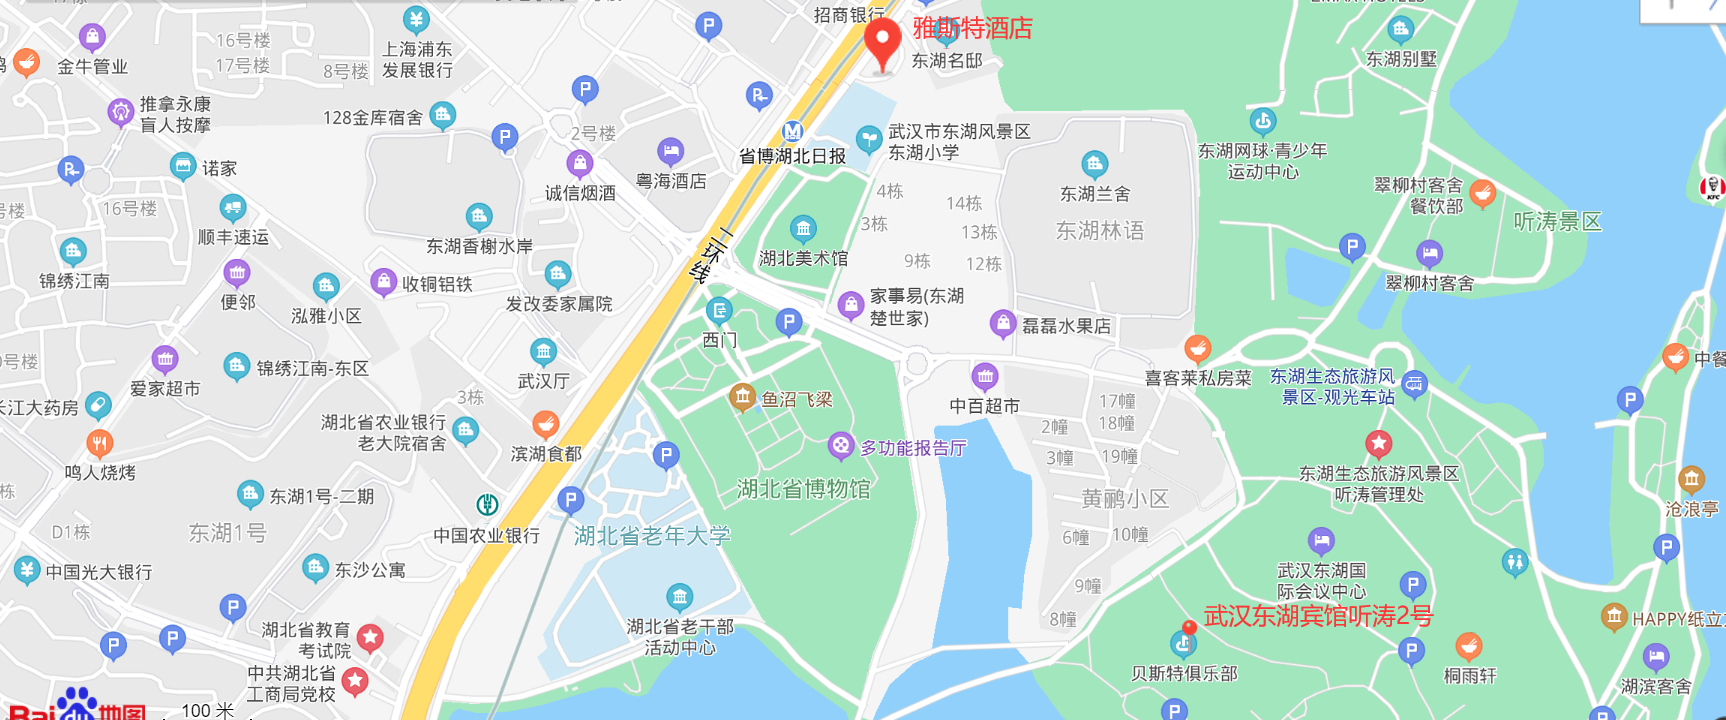 招商银行
雅斯特酒店
16号楼
17号楼
8号楼
上海浦东
发展银行
金牛管业
东湖名邸
东湖别墅
推拿永康
盲人按摩
128金库宿舍
2号楼
省博湖北日报
武汉市东湖风景区
东湖小学
东湖网球·青少年
运动中心
诺家
粤海酒店
诚信烟酒
4栋
14栋
东湖兰舍
翠柳村客舍
餐饮部
KFC
16号楼
顺丰速运
东湖香榭水岸
二环线
3栋
13栋
东湖林语
听涛景区
锦绣江南
湖北美术馆
9栋
12栋
便邻
收铜铝铁
发改委家属院
翠柳村客舍
泓雅小区
家事易(东湖
楚世家)
磊磊水果店
西门
锦绣江南-东区
爱家超市
武汉厅
喜客莱私房菜
东湖生态旅游风
景区-观光车站
3栋
鱼沼飞梁
中百超市
17幢
18幢
2幢
湖北省农业银行
老大院宿舍
滨湖食都
多功能报告厅
3幢
19幢
鸣人烧烤
东湖生态旅游风景区
听涛管理处
东湖1号-二期
湖北省博物馆
黄鹂小区
沧浪亭
D1栋
东湖1号
中国农业银行
湖北省老年大学
6幢
10幢
中国光大银行
东沙公寓
武汉东湖国
际会议中心
9幢
8幢
武汉东湖宾馆听涛2号
湖北省教育
考试院
湖北省老干部
活动中心
贝斯特俱乐部
桐雨轩
中共湖北省
工商局党校
湖滨客舍
100 米
Bai du 地图